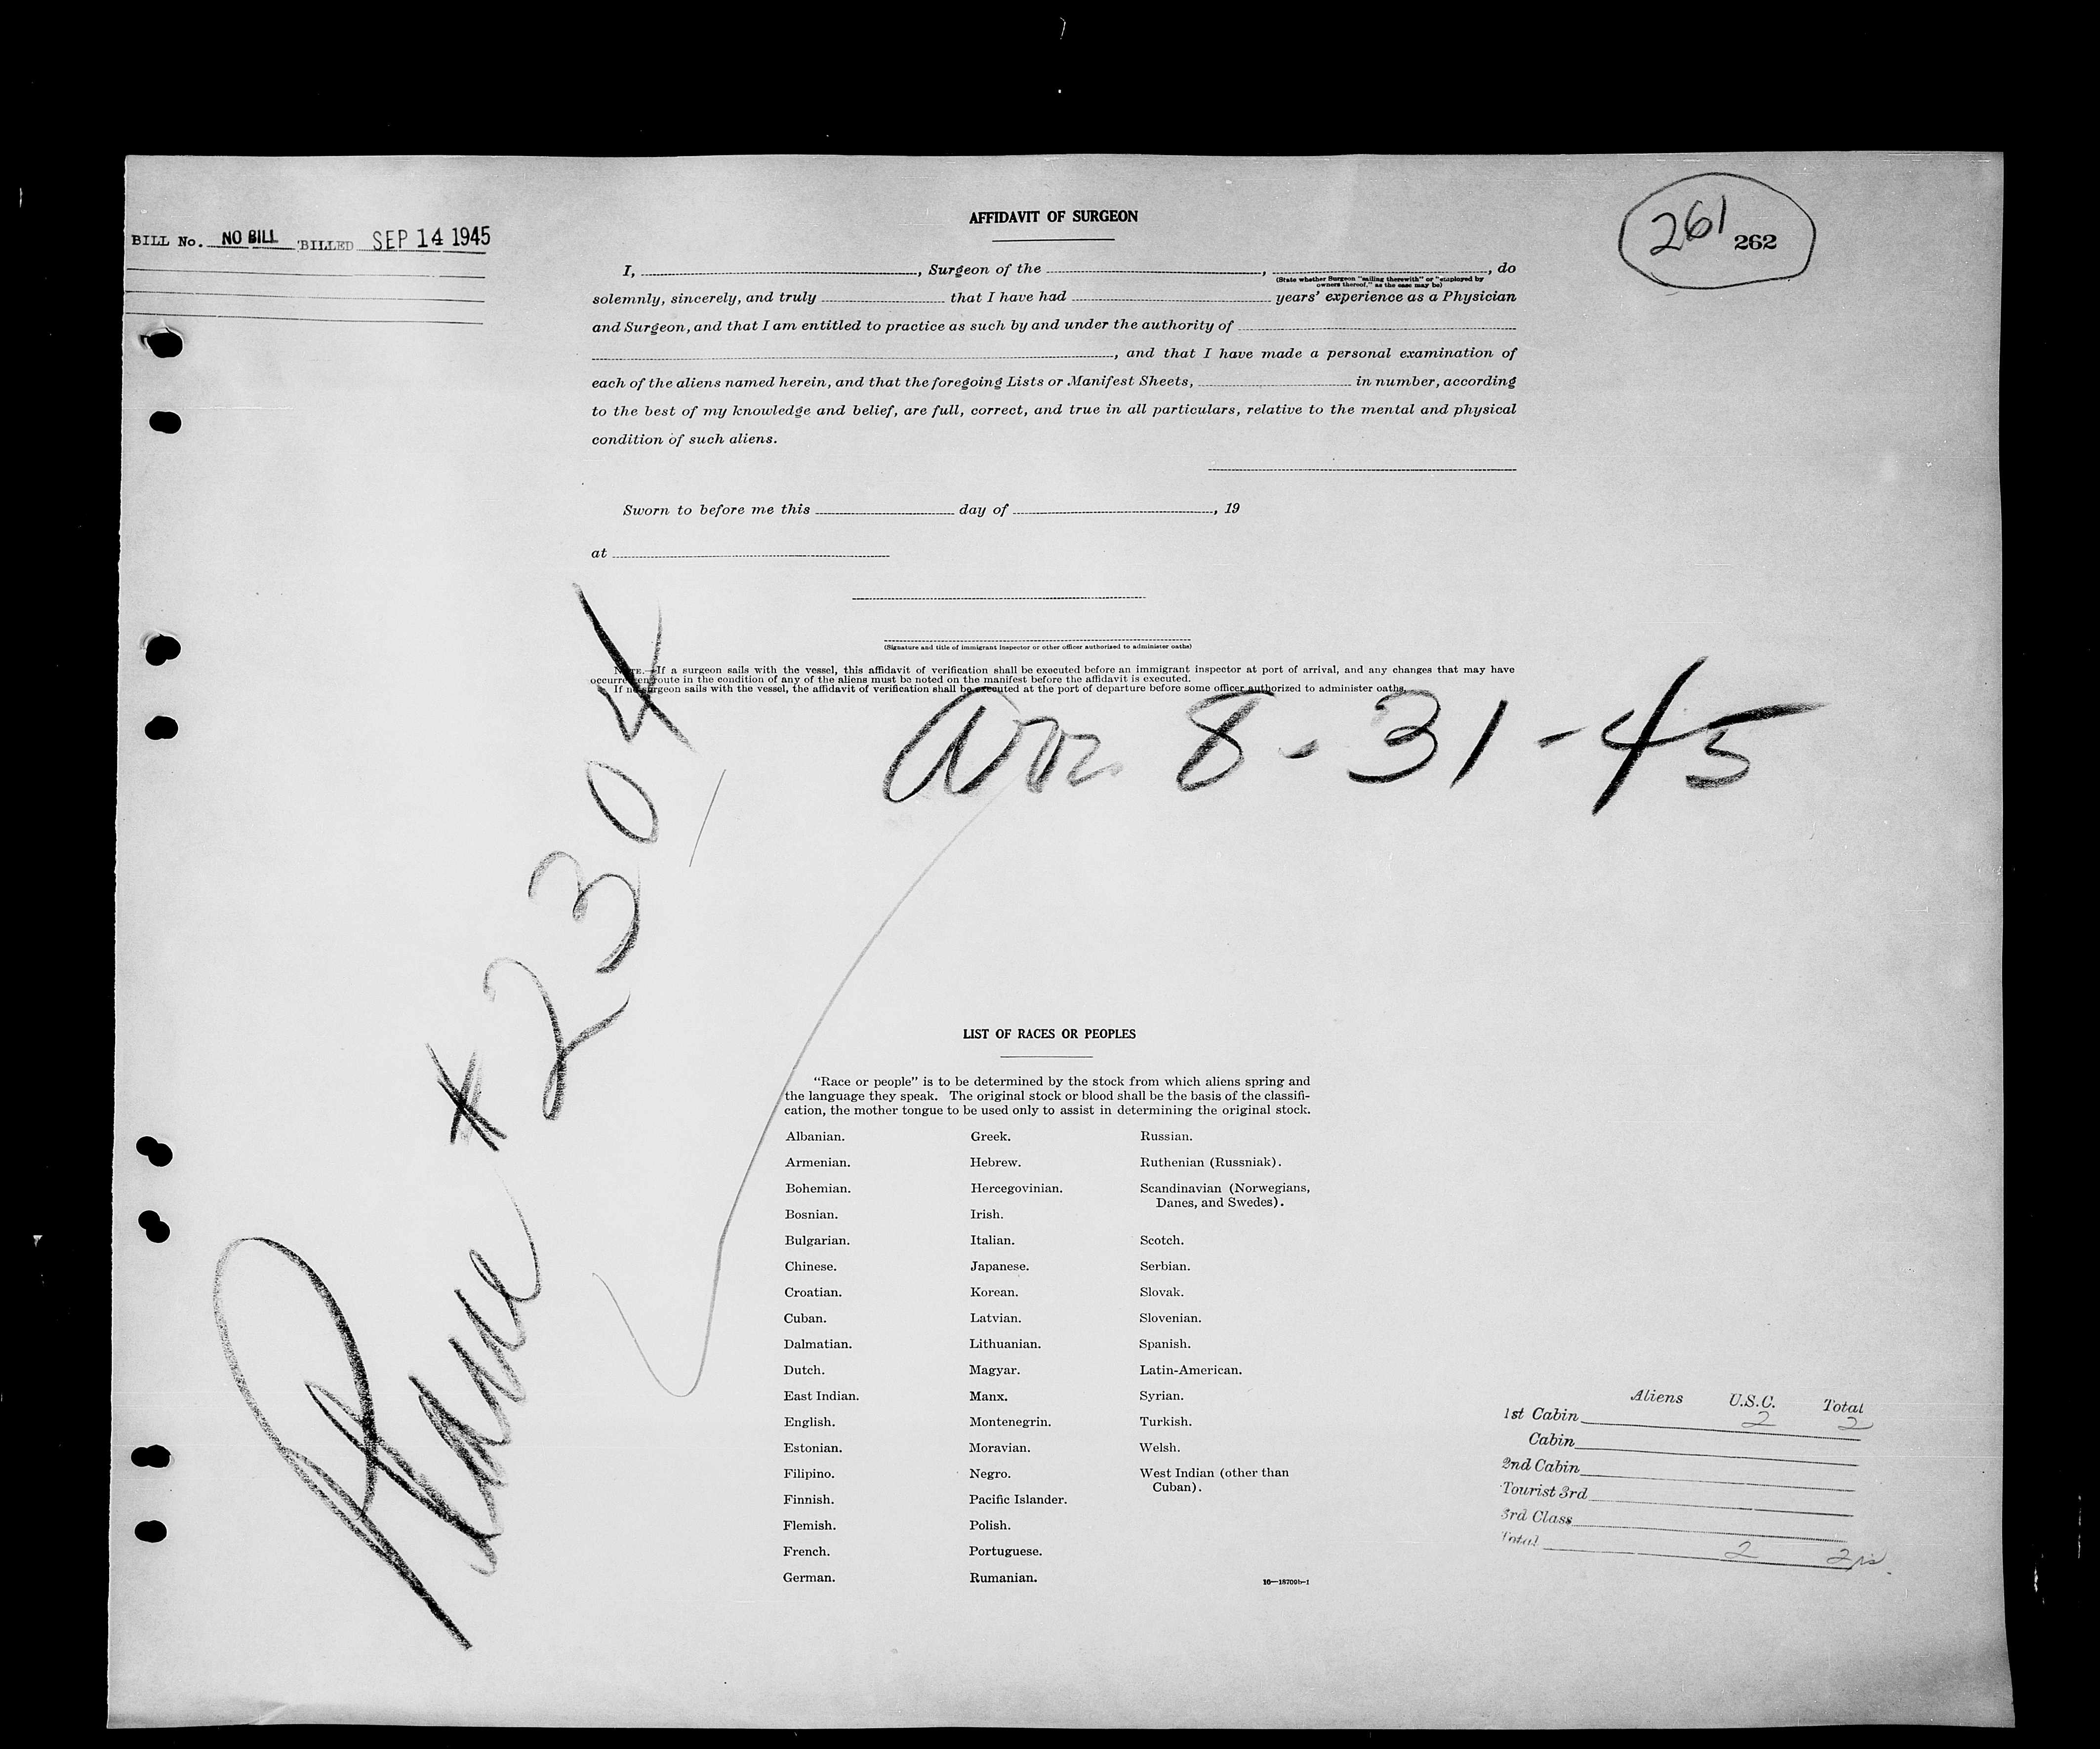 BILL No. NO BILL BILLED SEP 14 1945
261 262
AFFIDAVIT OF SURGEON
I, , Surgeon of the , , do
(State whether Surgeon "sailing therewith" or "employed by
owners thereof," as the case may be)
solemnly, sincerely, and truly that I have had years' experience as a Physician
and Surgeon, and that I am entitled to practice as such by and under the authority of
, and that I have made a personal examination of
each of the aliens named herein, and that the foregoing Lists or Manifest Sheets, in number, according
to the best of my knowledge and belief, are full, correct, and true in all particulars, relative to the mental and physical
condition of such aliens.
Sworn to before me this day of , 19
at
(Signature and title of immigrant inspector or other officer authorized to administer oaths)
NOTE.—If a surgeon sails with the vessel, this affidavit of verification shall be executed before an immigrant inspector at port of arrival, and any changes that may have
occurred en route in the condition of any of the aliens must be noted on the manifest before the affidavit is executed.
If no surgeon sails with the vessel, the affidavit of verification shall be executed at the port of departure before some officer authorized to administer oaths.
Arr. 8-31-45
Plane #2304
LIST OF RACES OR PEOPLES
"Race or people" is to be determined by the stock from which aliens spring and
the language they speak. The original stock or blood shall be the basis of the classifi-
cation, the mother tongue to be used only to assist in determining the original stock.
Albanian.
Armenian.
Bohemian.
Bosnian.
Bulgarian.
Chinese.
Croatian.
Cuban.
Dalmatian.
Dutch.
East Indian.
English.
Estonian.
Filipino.
Finnish.
Flemish.
French.
German.
Greek.
Hebrew.
Hercegovinian.
Irish.
Italian.
Japanese.
Korean.
Latvian.
Lithuanian.
Magyar.
Manx.
Montenegrin.
Moravian.
Negro.
Pacific Islander.
Polish.
Portuguese.
Rumanian.
Russian.
Ruthenian (Russniak).
Scandinavian (Norwegians,
Danes, and Swedes).
Scotch.
Serbian.
Slovak.
Slovenian.
Spanish.
Latin-American.
Syrian.
Turkish.
Welsh.
West Indian (other than
Cuban).
16—18709b-1
Aliens U.S.C. Total
1st Cabin 2 2
Cabin
2nd Cabin
Tourist 3rd
3rd Class
Total 2 2